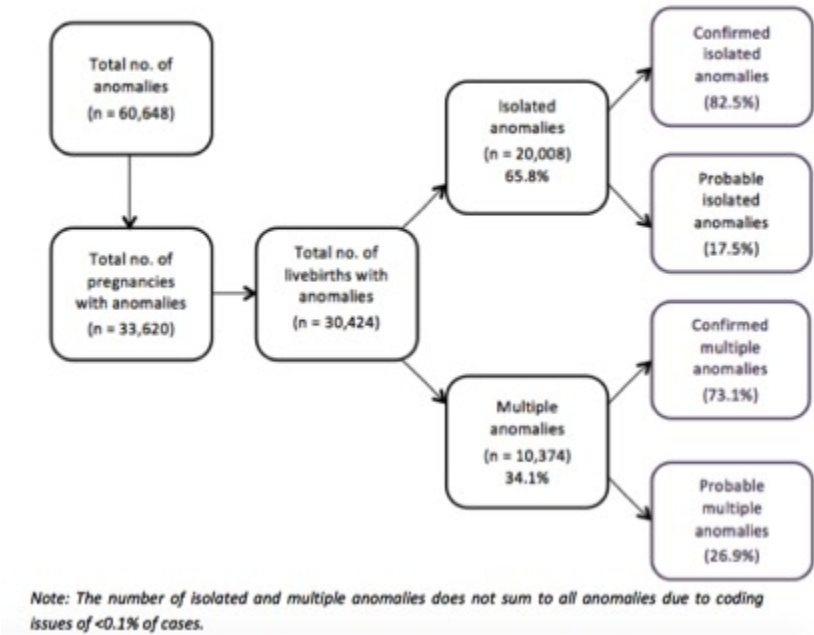 Total no. of
anomalies
(n = 60,648)
Total no. of
pregnancies
with anomalies
(n = 33,620)
Total no. of
livebirths with
anomalies
(n = 30,424)
Isolated
anomalies
(n = 20,008)
65.8%
Multiple
anomalies
(n = 10,374)
34.1%
Confirmed
isolated
anomalies
(82.5%)
Probable
isolated
anomalies
(17.5%)
Confirmed
multiple
anomalies
(73.1%)
Probable
multiple
anomalies
(26.9%)
Note: The number of isolated and multiple anomalies does not sum to all anomalies due to coding
issues of <0.1% of cases.